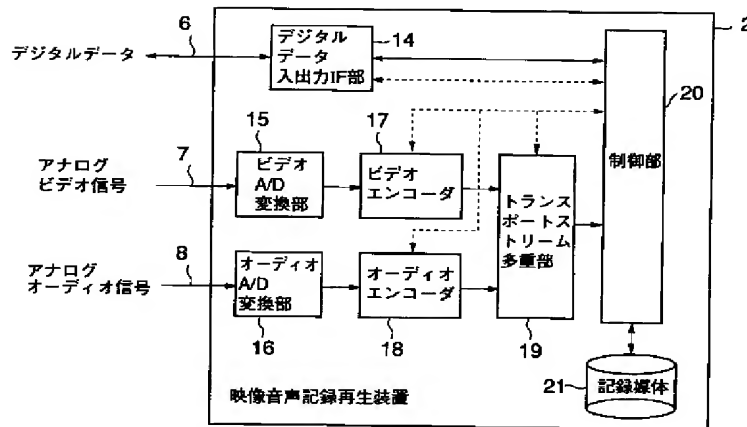 6
デジタルデータ
デジタル
データ
入出力IF部
14
2
20
制御部
アナログ
ビデオ信号
7
15
ビデオ
A/D
変換部
17
ビデオ
エンコーダ
トランス
ポートス
トリーム
多重部
19
アナログ
オーディオ信号
8
オーディオ
A/D
変換部
16
オーディオ
エンコーダ
18
21
記録媒体
映像音声記録再生装置